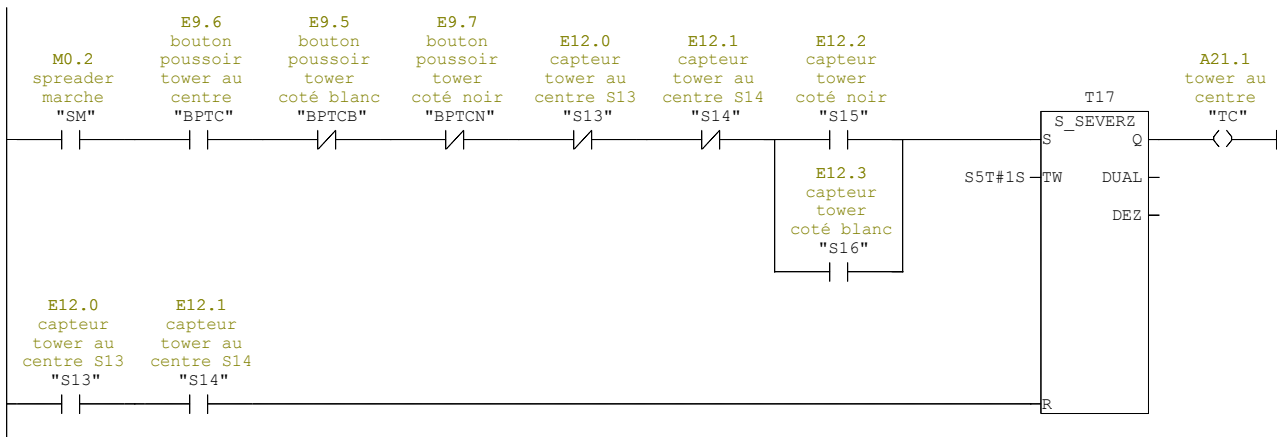 M0.2
spreader
marche
"SM"
E9.6
bouton
poussoir
tower au
centre
"BPTC"
E9.5
bouton
poussoir
tower
coté blanc
"BPTCB"
E9.7
bouton
poussoir
tower
coté noir
"BPTCN"
E12.0
capteur
tower au
centre S13
"S13"
E12.1
capteur
tower au
centre S14
"S14"
E12.2
capteur
tower
coté noir
"S15"
T17
S_SEVERZ
S
Q
S5T#1S
TW
DUAL
DEZ
R
A21.1
tower au
centre
"TC"
E12.3
capteur
tower
coté blanc
"S16"
E12.0
capteur
tower au
centre S13
"S13"
E12.1
capteur
tower au
centre S14
"S14"